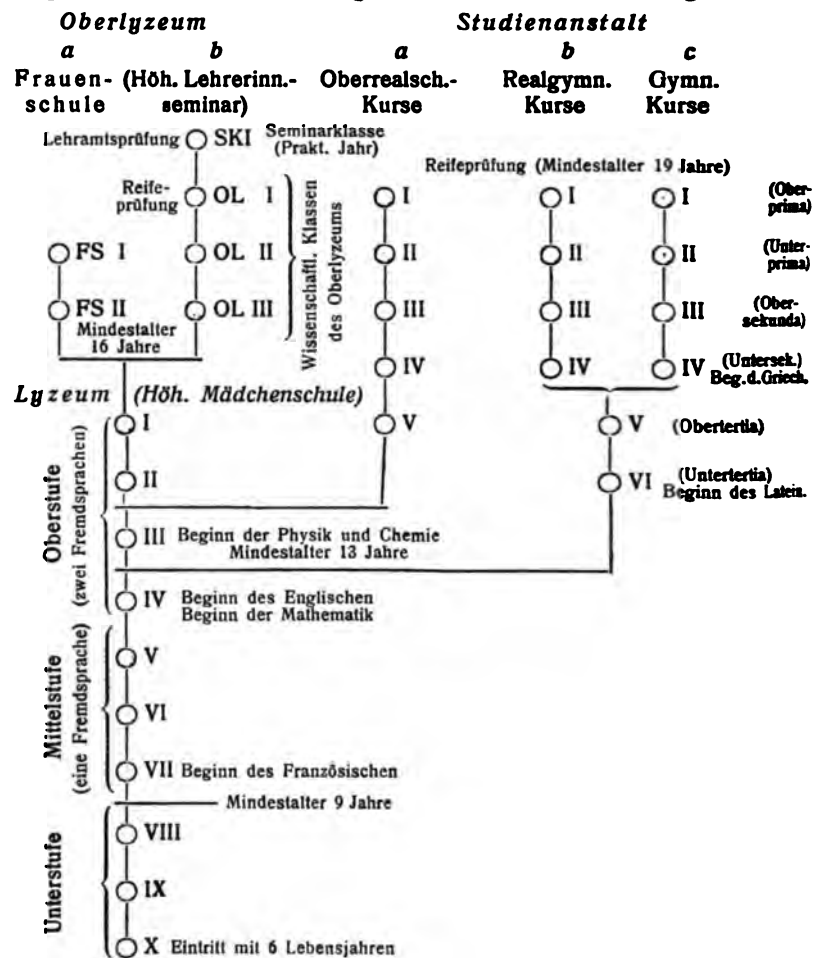 Oberlyzeum Studienanstalt
a b a b c
Frauen- (Höh. Lehrerinn.- Oberrealsch.- Realgymn. Gymn.
schule seminar) Kurse Kurse Kurse
Lehramtsprüfung SKI Seminarklasse
(Prakt. Jahr)
Reifeprüfung (Mindestalter 19 Jahre)
Reife-
prüfung OL I I I I (Ober-
prima)
FS I OL II II II II (Unter-
prima)
FS II OL III III III III (Ober-
sekunda)
Wissenschaftl. Klassen
des Oberlyzeums
Mindestalter
16 Jahre
IV IV IV (Untersek.)
Beg.d.Griech.
Lyzeum (Höh. Mädchenschule)
I V V (Obertertia)
II VI (Untertertia)
Beginn des Latein.
III Beginn der Physik und Chemie
Mindestalter 13 Jahre
IV Beginn des Englischen
Beginn der Mathematik
Oberstufe
(zwei Fremdsprachen)
V
VI
VII Beginn des Französischen
Mittelstufe
(eine Fremdsprache)
Mindestalter 9 Jahre
VIII
IX
X Eintritt mit 6 Lebensjahren
Unterstufe